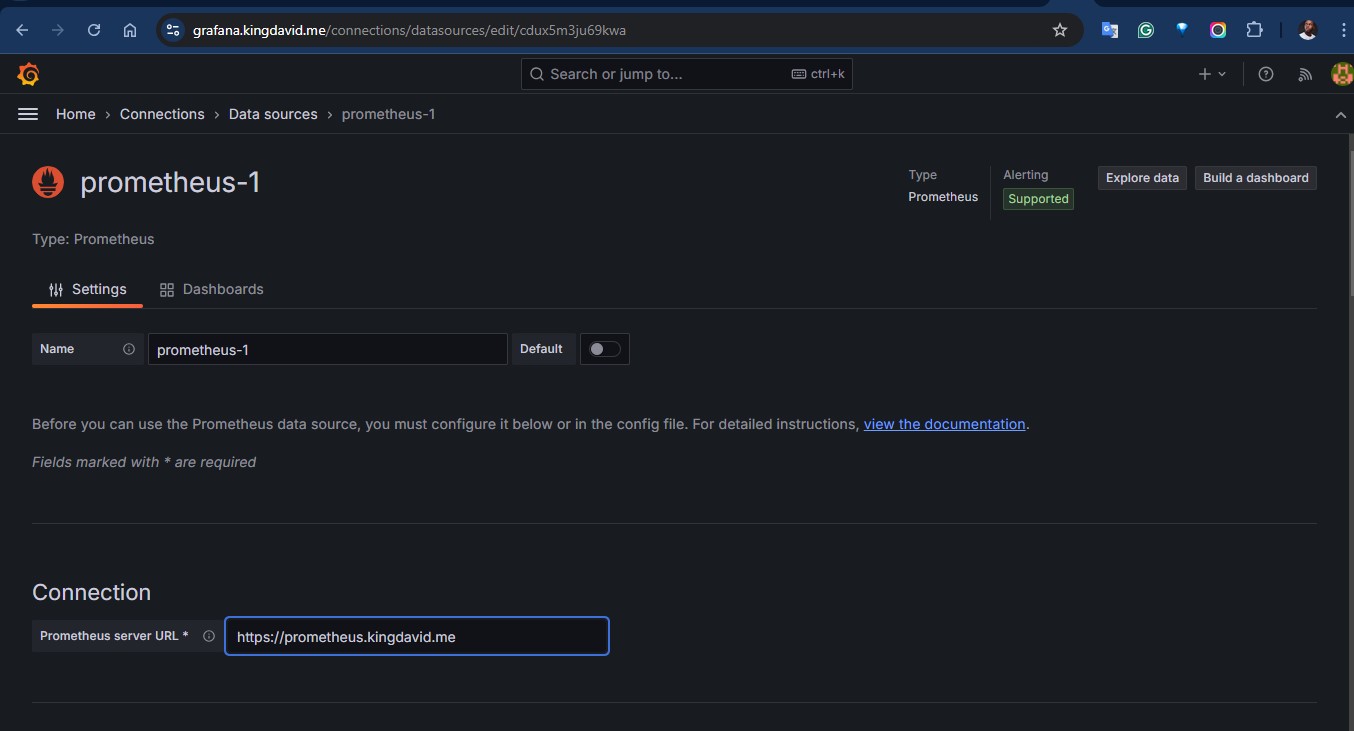 grafana.kingdavid.me/connections/datasources/edit/cdux5m3ju69kwa
Search or jump to... ctrl+k
Home › Connections › Data sources › prometheus-1
prometheus-1
Type
Prometheus
Alerting
Supported
Explore data
Build a dashboard
Type: Prometheus
Settings Dashboards
Name prometheus-1 Default
Before you can use the Prometheus data source, you must configure it below or in the config file. For detailed instructions, view the documentation.
Fields marked with * are required
Connection
Prometheus server URL * https://prometheus.kingdavid.me